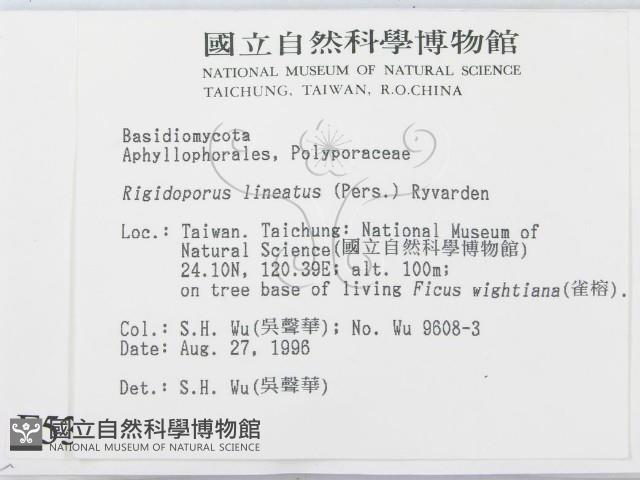 國立自然科學博物館
NATIONAL MUSEUM OF NATURAL SCIENCE
TAICHUNG, TAIWAN, R.O.CHINA
Basidiomycota
Aphyllophorales, Polyporaceae
Rigidoporus lineatus (Pers.) Ryvarden
Loc.: Taiwan. Taichung: National Museum of
Natural Science(國立自然科學博物館)
24.10N, 120.39E; alt. 100m;
on tree base of living Ficus wightiana(雀榕).
Col.: S.H. Wu(吳聲華); No. Wu 9608-3
Date: Aug. 27, 1996
Det.: S.H. Wu(吳聲華)
國立自然科學博物館
NATIONAL MUSEUM OF NATURAL SCIENCE